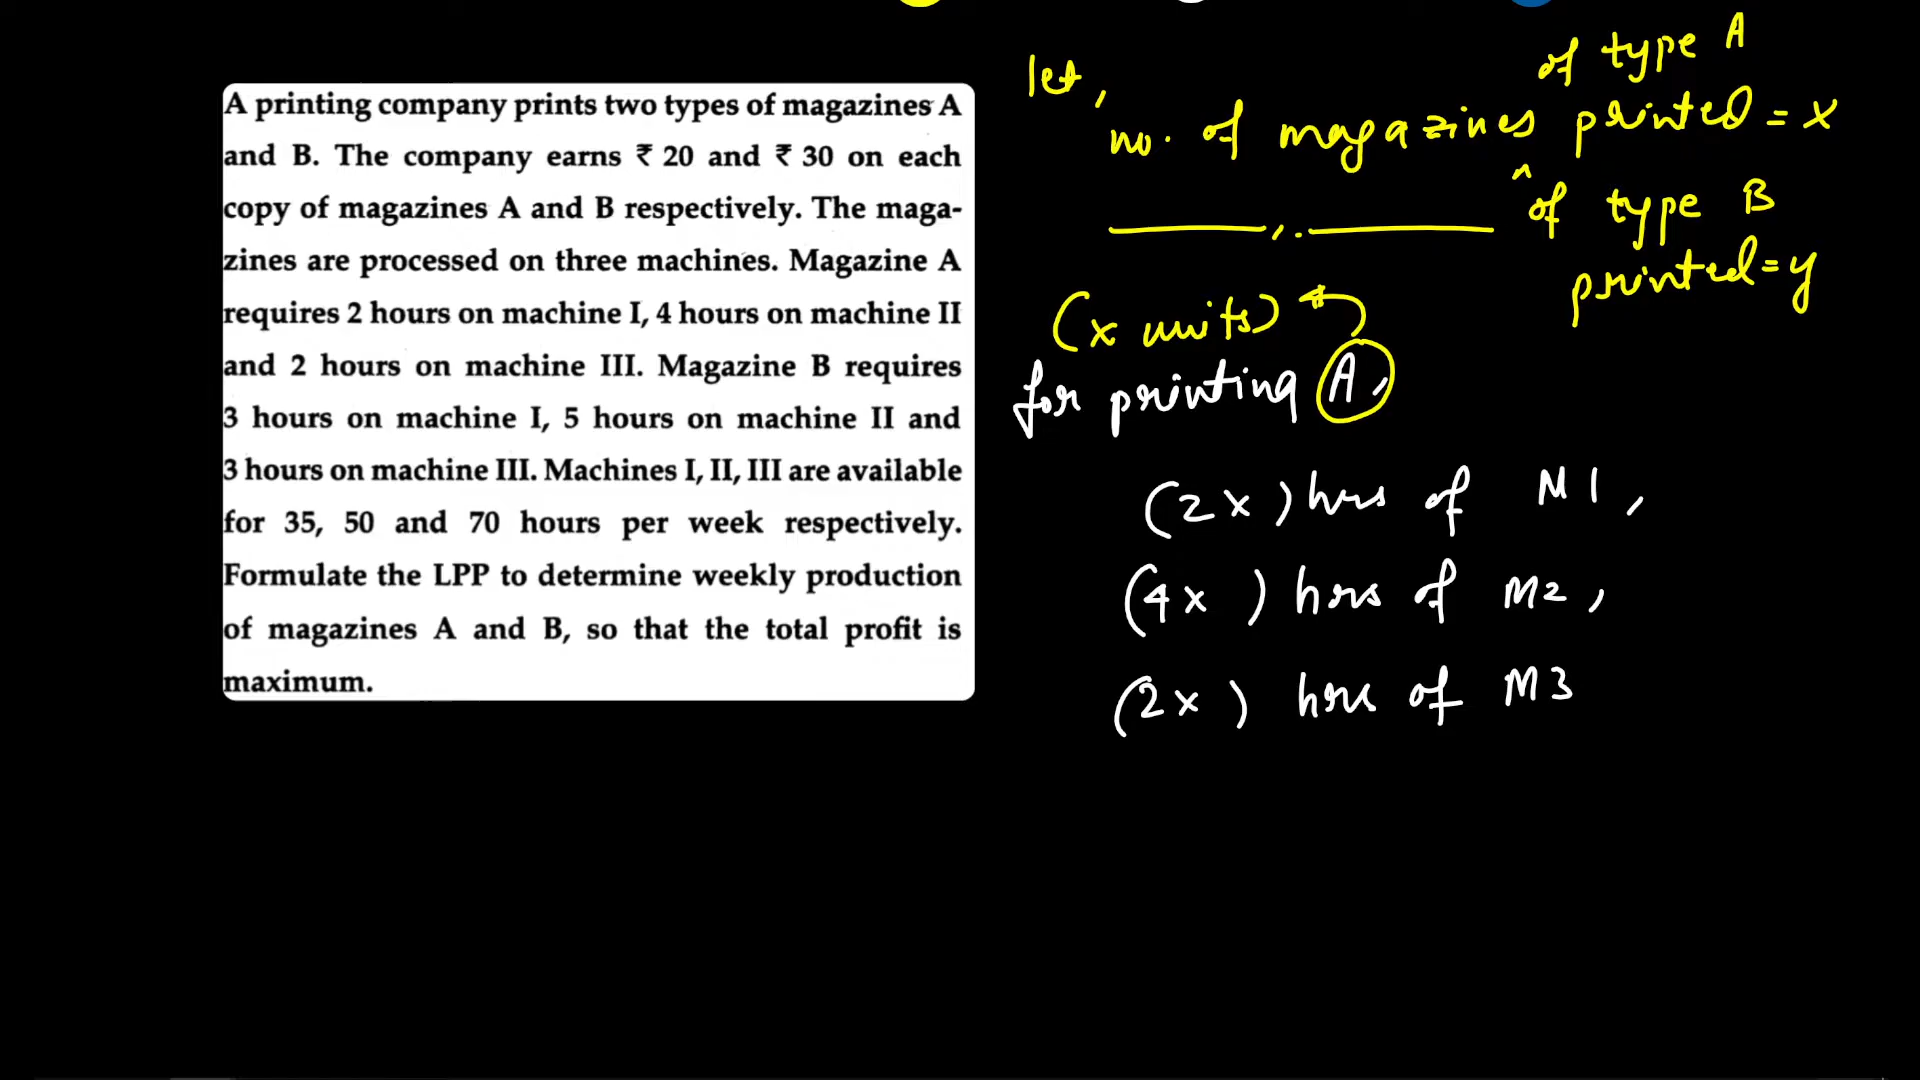 A printing company prints two types of magazines A
and B. The company earns ₹ 20 and ₹ 30 on each
copy of magazines A and B respectively. The maga-
zines are processed on three machines. Magazine A
requires 2 hours on machine I, 4 hours on machine II
and 2 hours on machine III. Magazine B requires
3 hours on machine I, 5 hours on machine II and
3 hours on machine III. Machines I, II, III are available
for 35, 50 and 70 hours per week respectively.
Formulate the LPP to determine weekly production
of magazines A and B, so that the total profit is
maximum.
let,
of type A
no. of magazines printed = x
of type B
printed = y
(x units)
for printing A,
(2x) hrs of M1,
(4x) hrs of M2,
(2x) hrs of M3